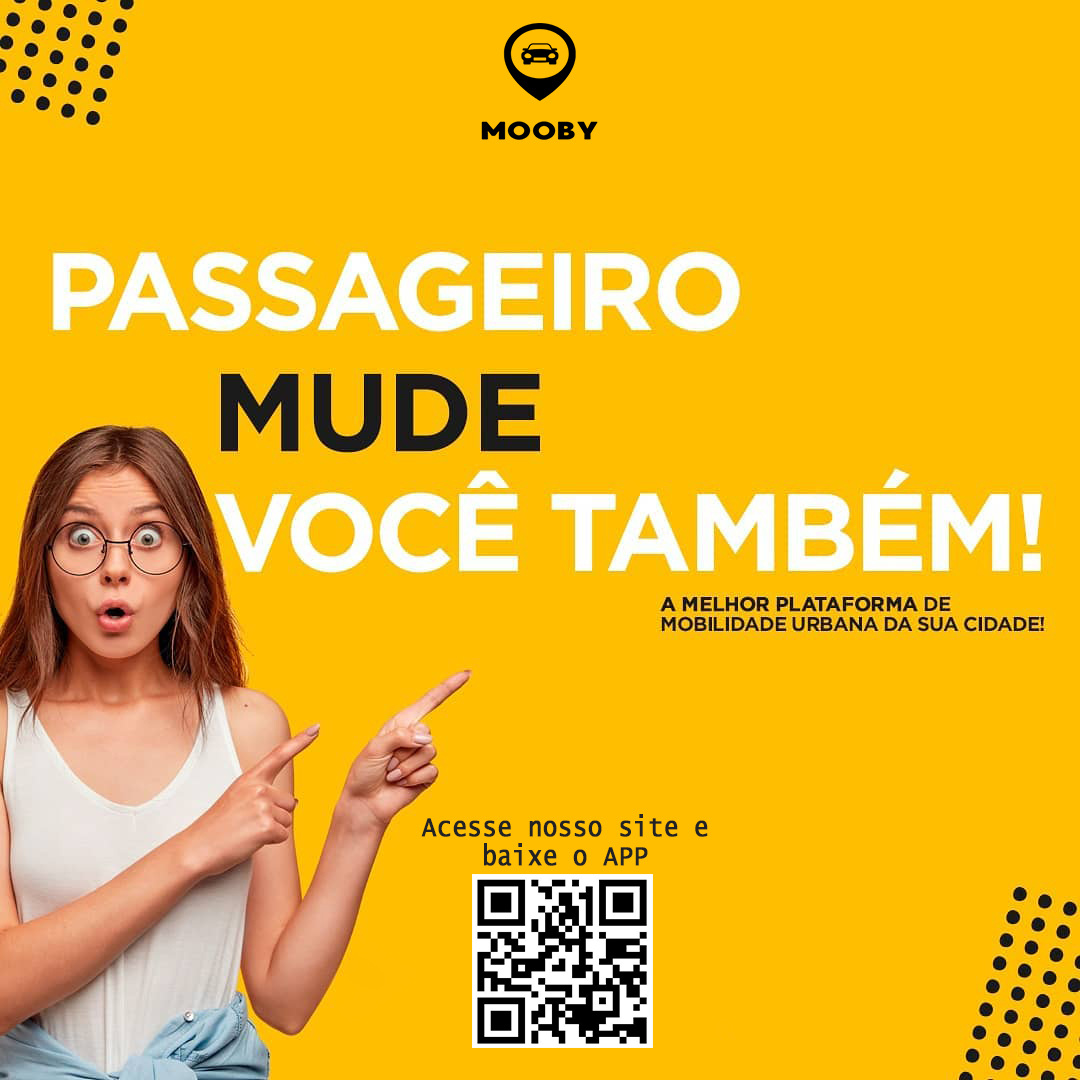 MOOBY
PASSAGEIRO
MUDE
VOCÊ TAMBÉM!
A MELHOR PLATAFORMA DE
MOBILIDADE URBANA DA SUA CIDADE!
Acesse nosso site e
baixe o APP